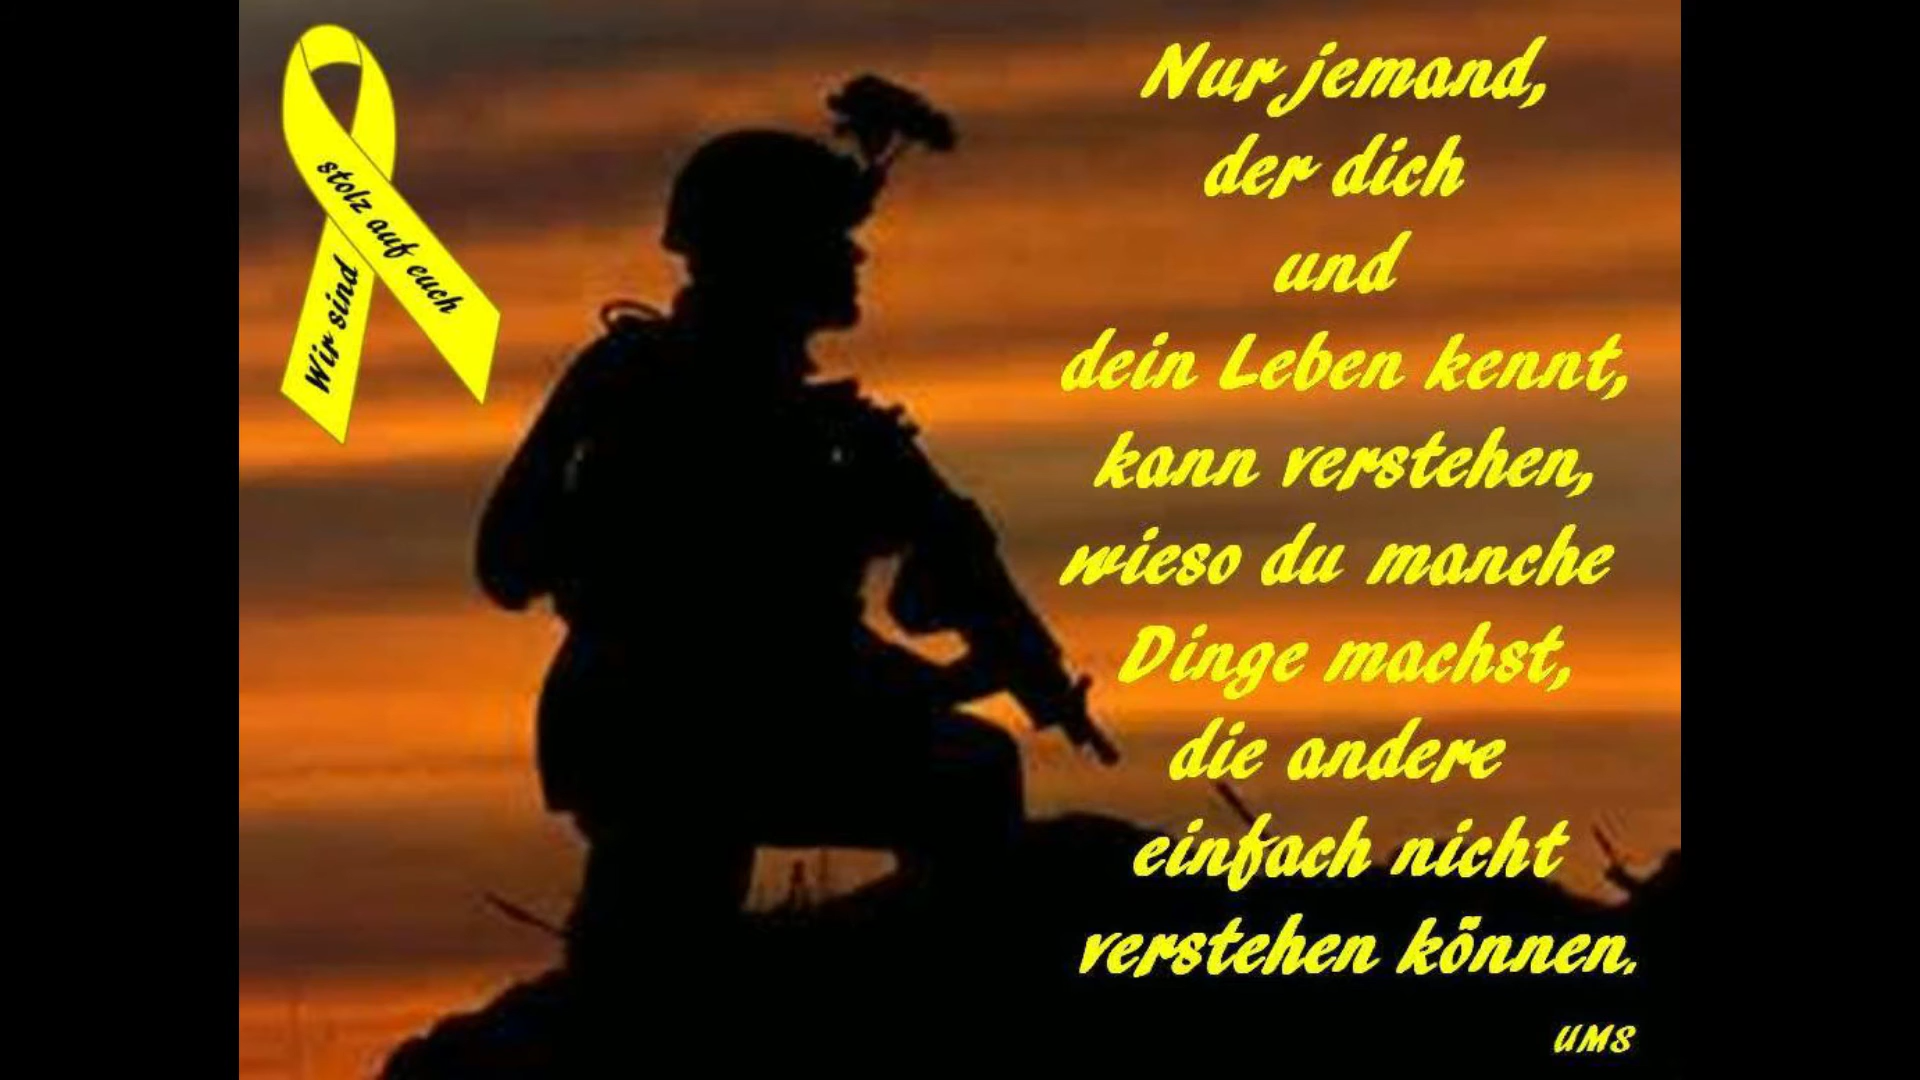 Wir sind
stolz auf euch
Nur jemand,
der dich
und
dein Leben kennt,
kann verstehen,
wieso du manche
Dinge machst,
die andere
einfach nicht
verstehen können.
UMS